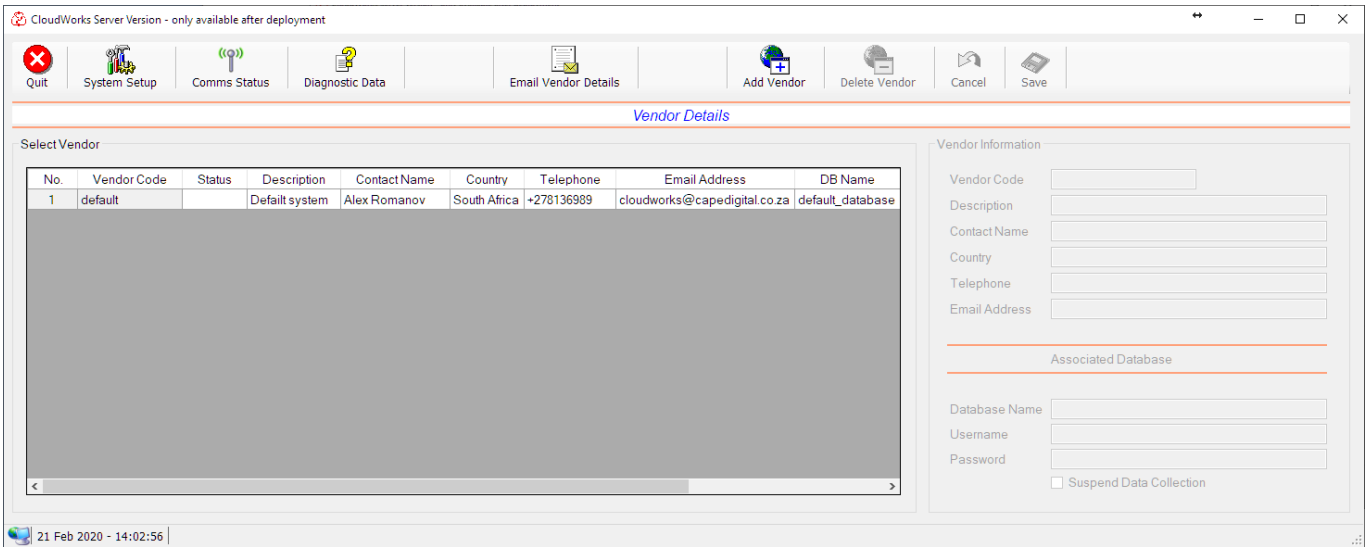 CloudWorks Server Version - only available after deployment
Quit System Setup Comms Status Diagnostic Data Email Vendor Details Add Vendor Delete Vendor Cancel Save
Vendor Details
Select Vendor
No. Vendor Code Status Description Contact Name Country Telephone Email Address DB Name
1 default Defailt system Alex Romanov South Africa +278136989 cloudworks@capedigital.co.za default_database
Vendor Information
Vendor Code
Description
Contact Name
Country
Telephone
Email Address
Associated Database
Database Name
Username
Password
Suspend Data Collection
21 Feb 2020 - 14:02:56